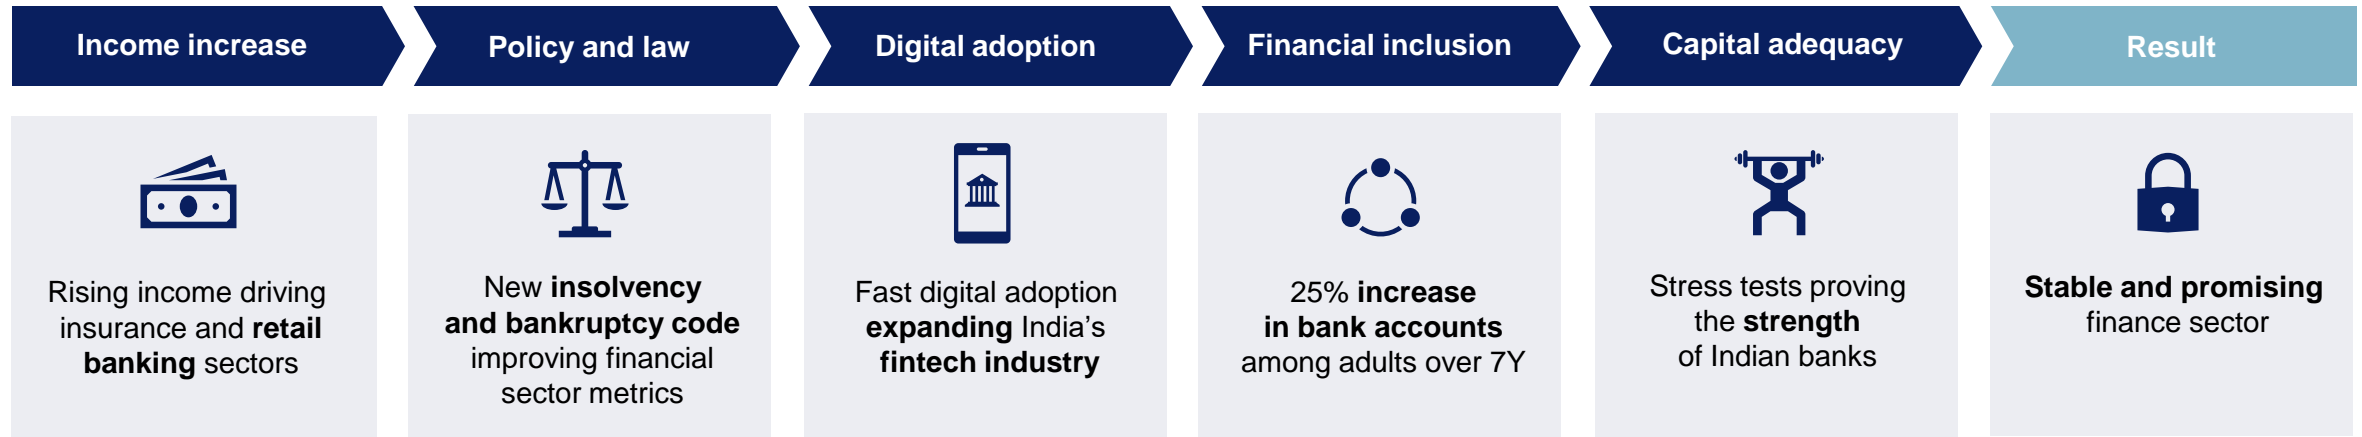 Income increase
Policy and law
Digital adoption
Financial inclusion
Capital adequacy
Result
Rising income driving
insurance and retail
banking sectors
New insolvency
and bankruptcy code
improving financial
sector metrics
Fast digital adoption
expanding India’s
fintech industry
25% increase
in bank accounts
among adults over 7Y
Stress tests proving
the strength
of Indian banks
Stable and promising
finance sector